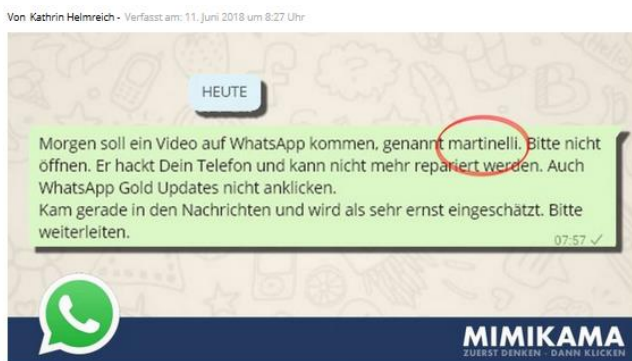 Von Kathrin Helmreich - Verfasst am: 11. Juni 2018 um 8:27 Uhr
HEUTE
Morgen soll ein Video auf WhatsApp kommen, genannt martinelli. Bitte nicht
öffnen. Er hackt Dein Telefon und kann nicht mehr repariert werden. Auch
WhatsApp Gold Updates nicht anklicken.
Kam gerade in den Nachrichten und wird als sehr ernst eingeschätzt. Bitte
weiterleiten.
07:57 ✓
MIMIKAMA
ZUERST DENKEN - DANN KLICKEN